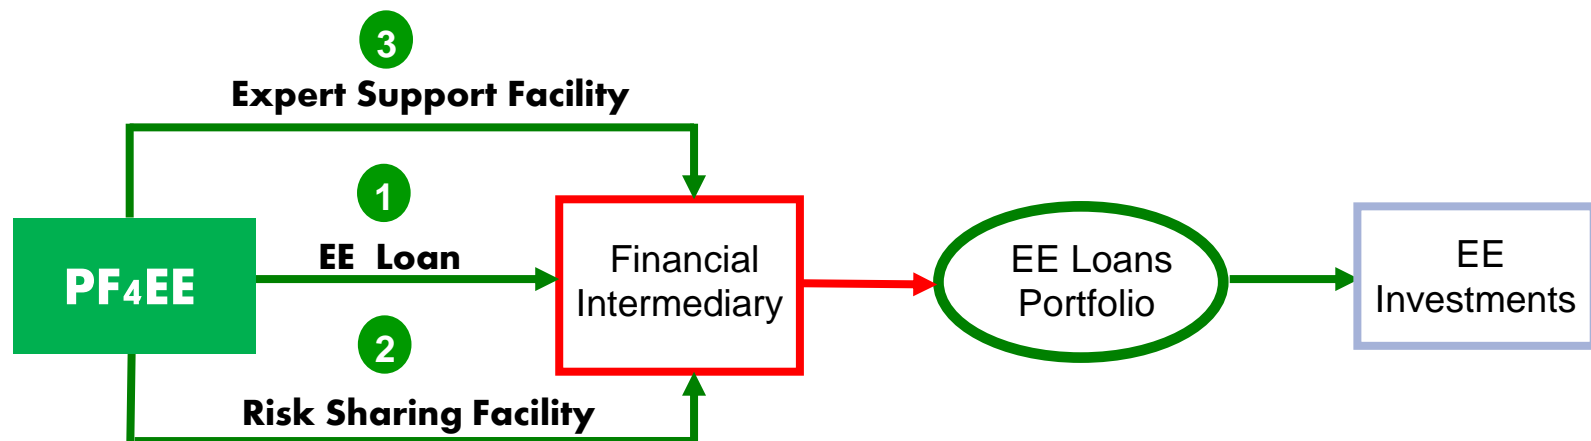 3
Expert Support Facility
1
EE Loan
PF4EE
Financial
Intermediary
EE Loans
Portfolio
EE
Investments
2
Risk Sharing Facility